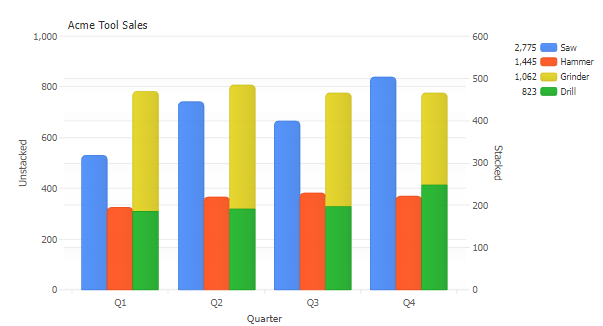 Acme Tool Sales
1,000
800
600
400
200
0
Unstacked
600
500
400
300
200
100
0
Stacked
Q1 Q2 Q3 Q4
Quarter
2,775 Saw
1,445 Hammer
1,062 Grinder
823 Drill